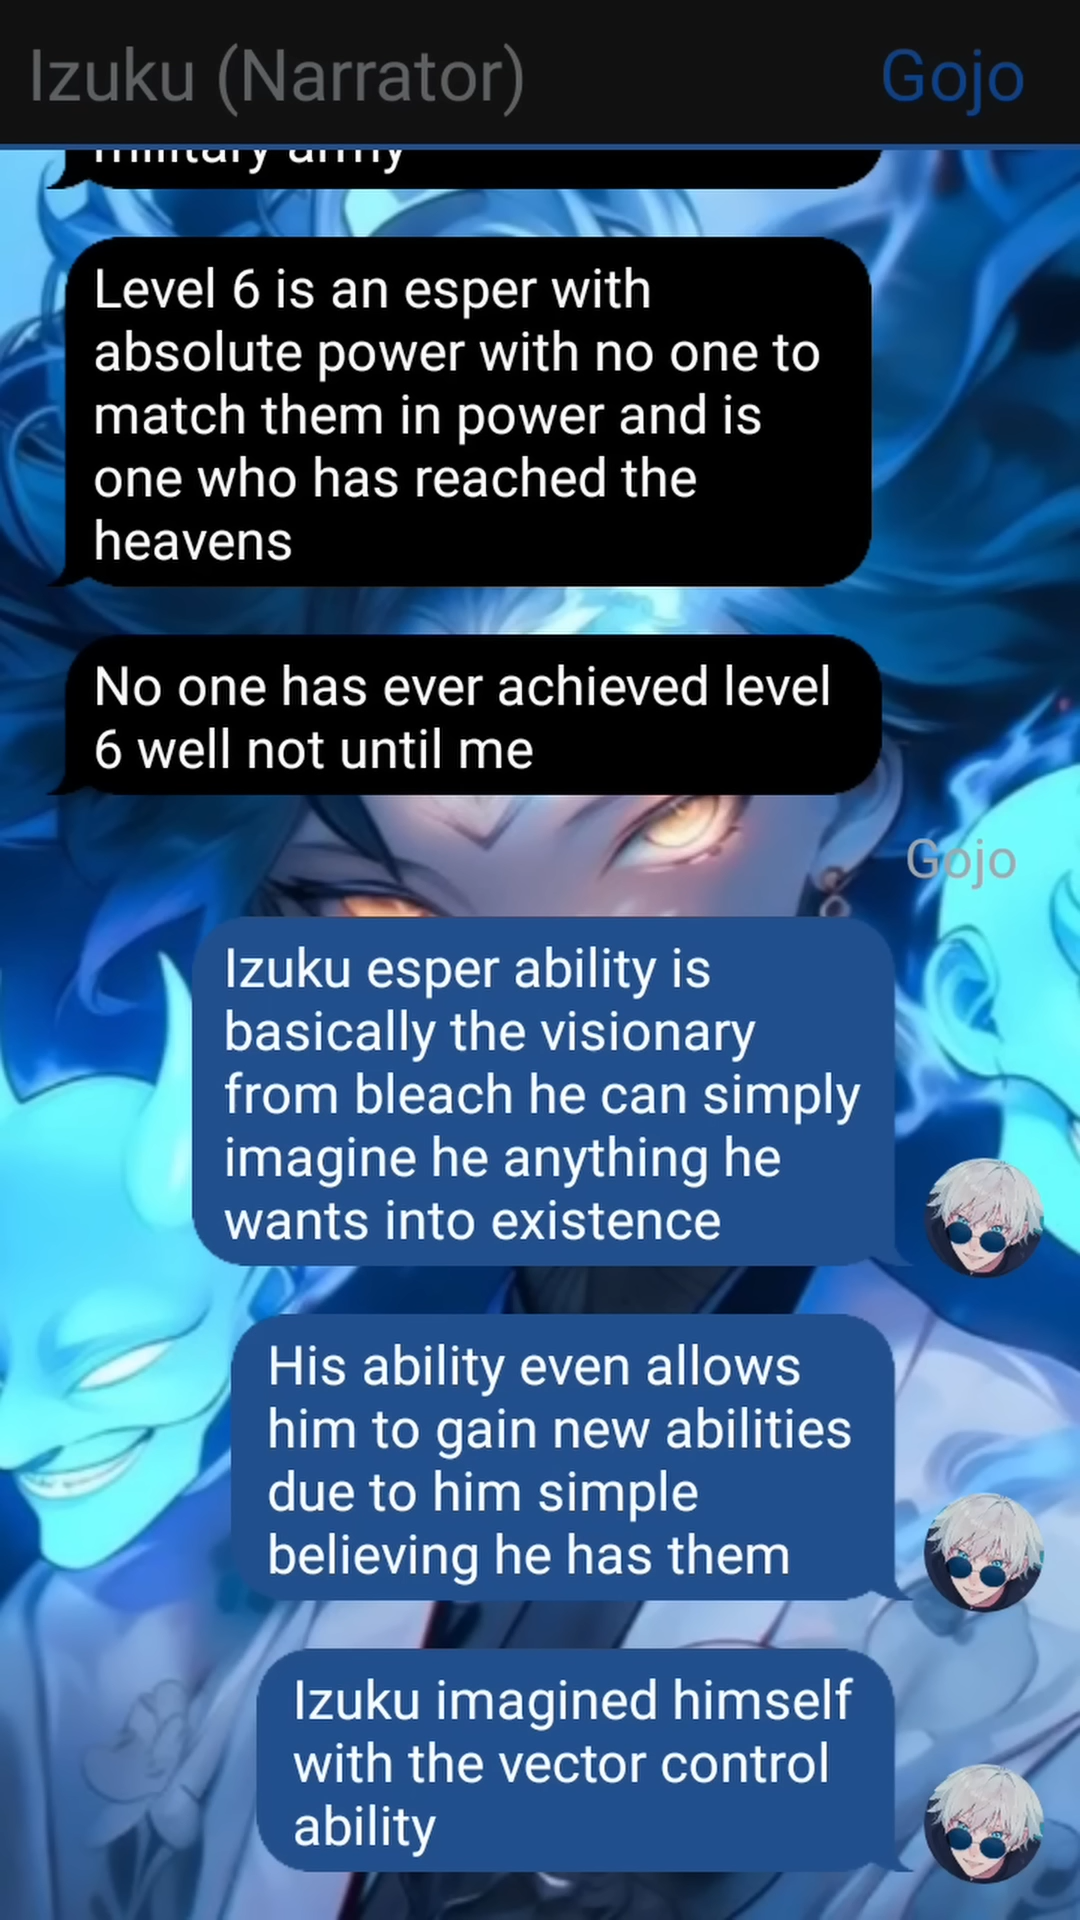 Izuku (Narrator)
Gojo
military army
Level 6 is an esper with
absolute power with no one to
match them in power and is
one who has reached the
heavens
No one has ever achieved level
6 well not until me
Gojo
Izuku esper ability is
basically the visionary
from bleach he can simply
imagine he anything he
wants into existence
His ability even allows
him to gain new abilities
due to him simple
believing he has them
Izuku imagined himself
with the vector control
ability